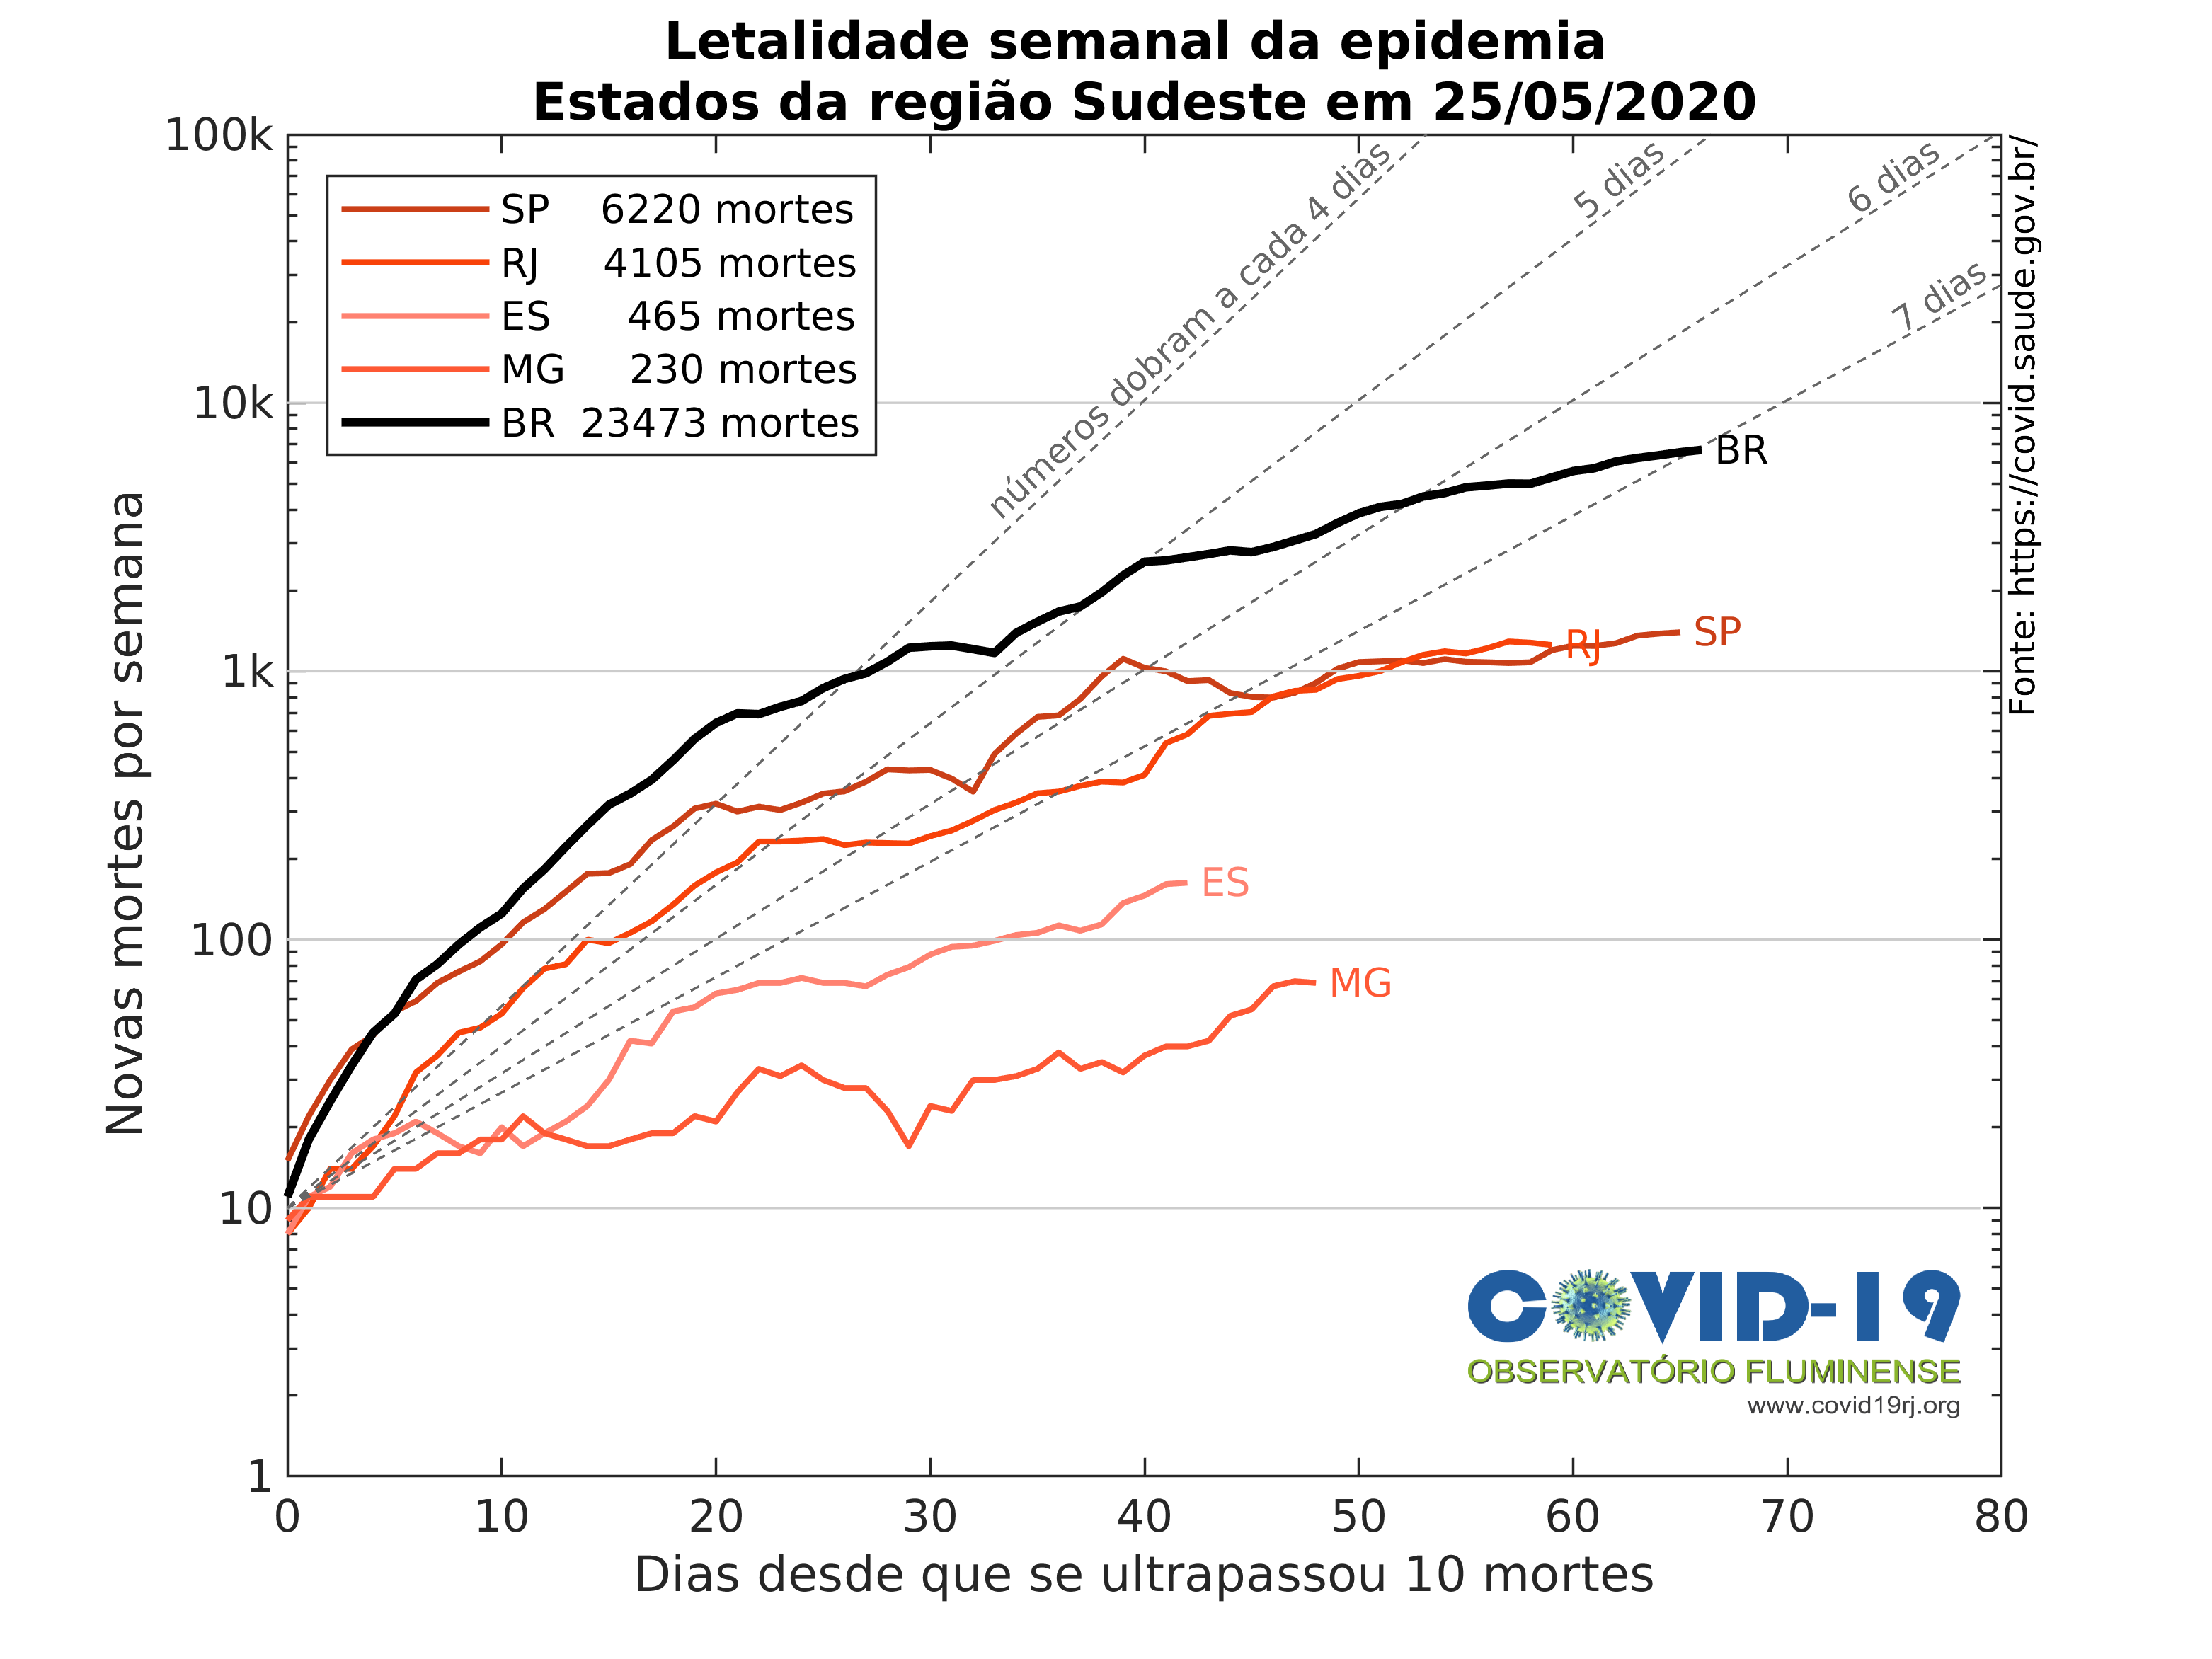 Letalidade semanal da epidemia
Estados da região Sudeste em 25/05/2020
100k
10k
1k
100
10
1
Novas mortes por semana
SP 6220 mortes
RJ 4105 mortes
ES 465 mortes
MG 230 mortes
BR 23473 mortes
números dobram a cada 4 dias
5 dias
6 dias
7 dias
BR
SP
RJ
ES
MG
Fonte: https://covid.saude.gov.br/
COVID-19
OBSERVATÓRIO FLUMINENSE
www.covid19rj.org
0 10 20 30 40 50 60 70 80
Dias desde que se ultrapassou 10 mortes